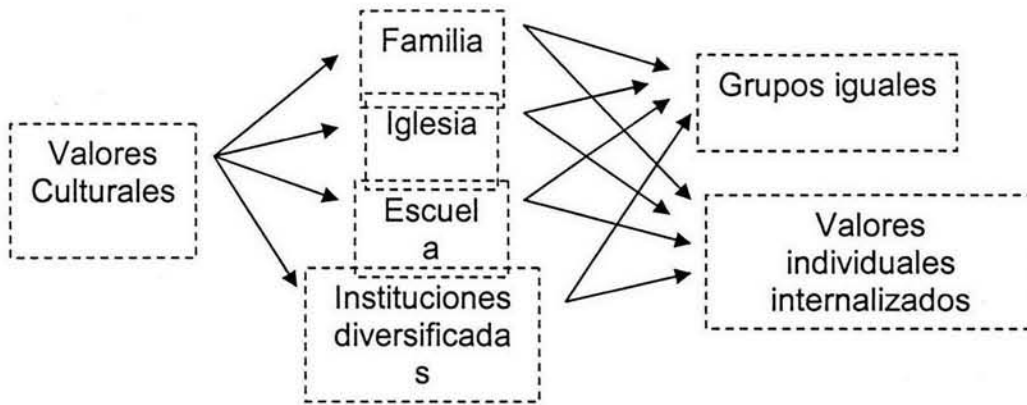 Valores
Culturales
Familia
Iglesia
Escuel
a
Instituciones
diversificada
s
Grupos iguales
Valores
individuales
internalizados